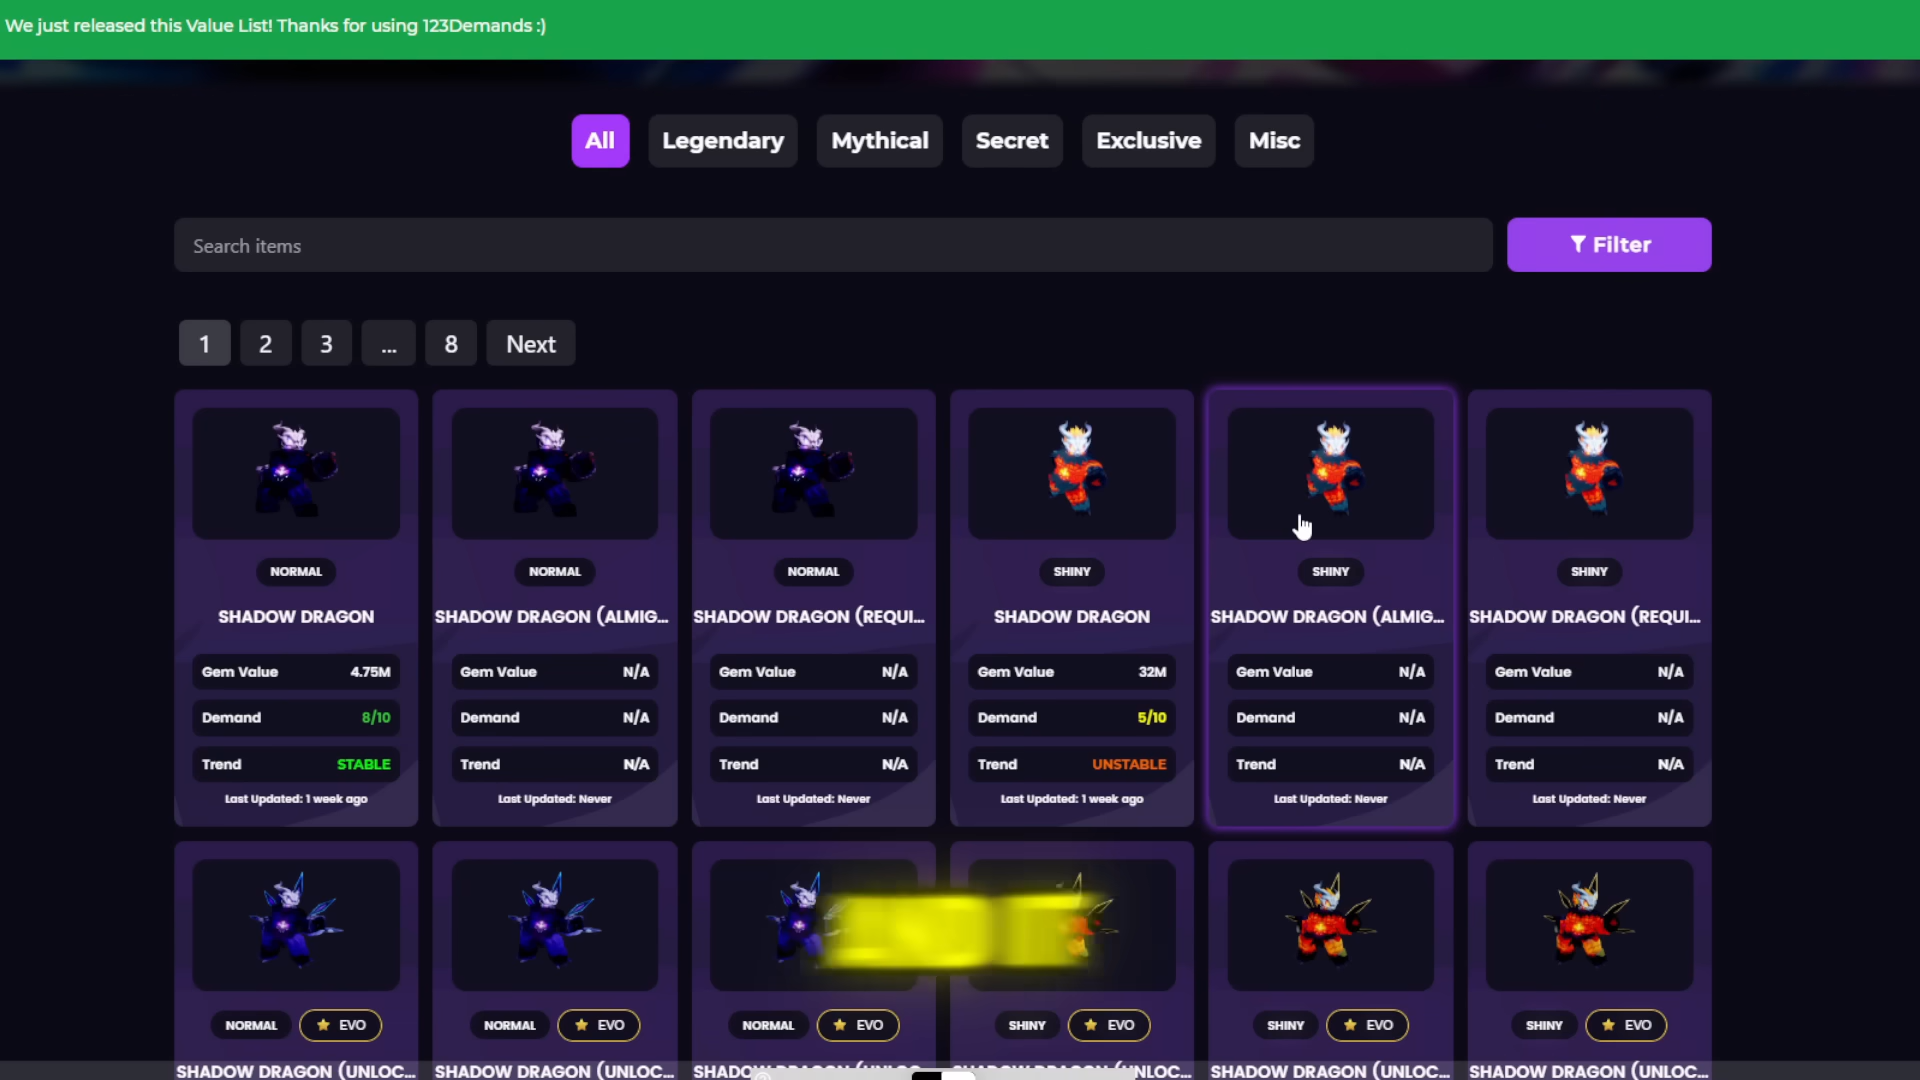 We just released this Value List! Thanks for using 123Demands :)
All Legendary Mythical Secret Exclusive Misc
Search items
Filter
1 2 3 ... 8 Next
NORMAL NORMAL NORMAL SHINY SHINY SHINY
SHADOW DRAGON SHADOW DRAGON (ALMIG... SHADOW DRAGON (REQUI... SHADOW DRAGON SHADOW DRAGON (ALMIG... SHADOW DRAGON (REQUI...
Gem Value 4.75M Gem Value N/A Gem Value N/A Gem Value 32M Gem Value N/A Gem Value N/A
Demand 8/10 Demand N/A Demand N/A Demand 5/10 Demand N/A Demand N/A
Trend STABLE Trend N/A Trend N/A Trend UNSTABLE Trend N/A Trend N/A
Last Updated: 1 week ago Last Updated: Never Last Updated: Never Last Updated: 1 week ago Last Updated: Never Last Updated: Never
NORMAL EVO NORMAL EVO NORMAL EVO SHINY EVO SHINY EVO SHINY EVO
SHADOW DRAGON (UNLOC... SHADOW DRAGON (UNLOC... SHADOW DRAGON (UNLOC... SHADOW DRAGON (UNLOC...